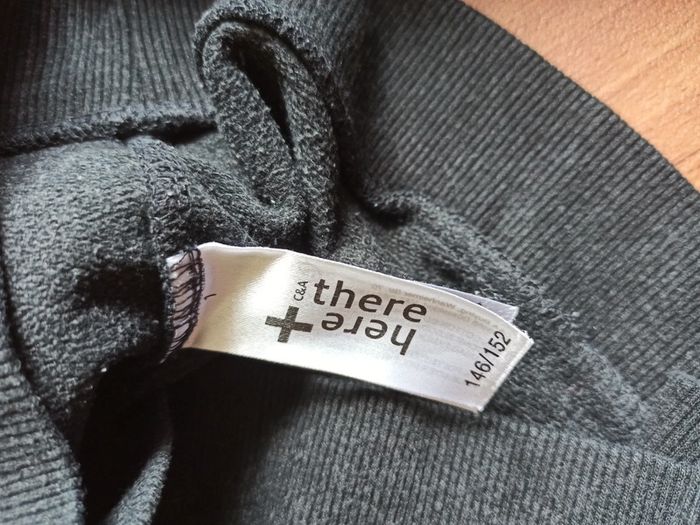 C&A
there
+ here
146/152